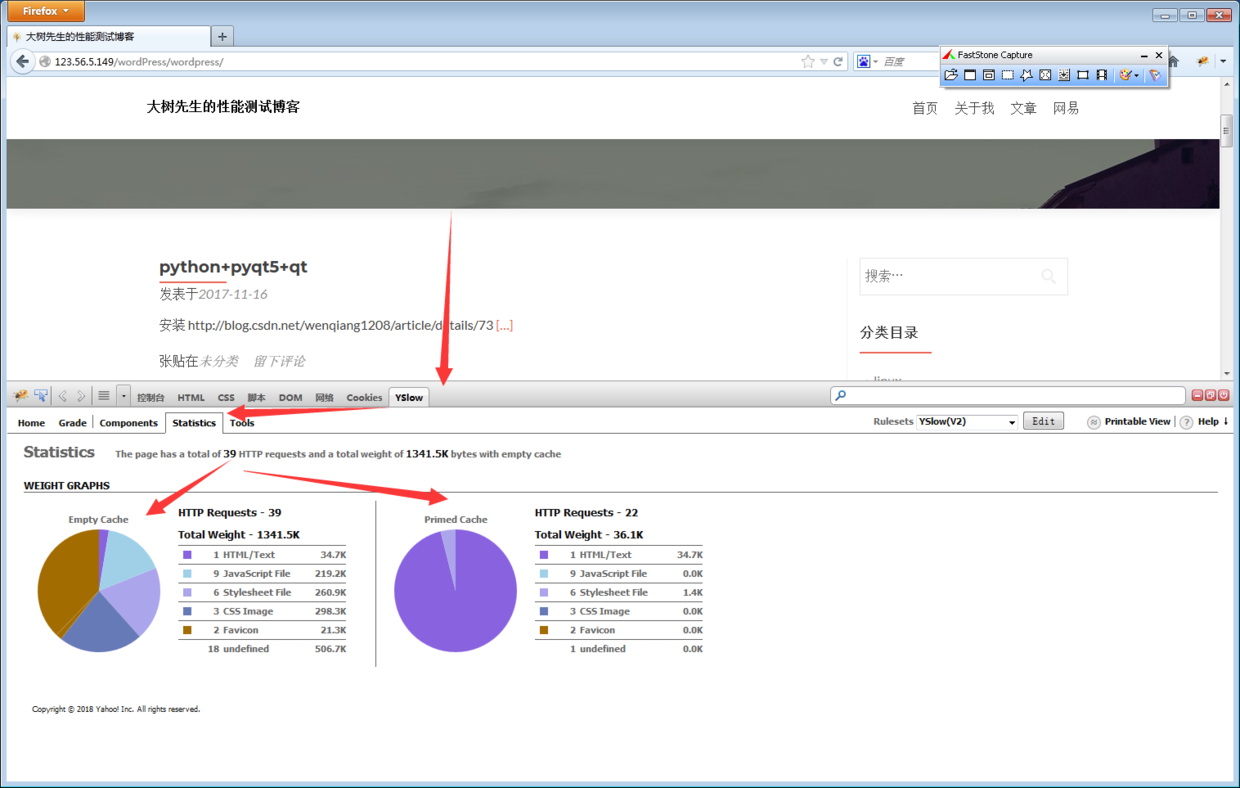 Firefox
大树先生的性能测试博客
123.56.5.149/wordPress/wordpress/
百度
FastStone Capture
大树先生的性能测试博客
首页 关于我 文章 网易
python+pyqt5+qt
发表于2017-11-16
安装 http://blog.csdn.net/wenqiang1208/article/details/73 [...]
张贴在未分类 留下评论
搜索…
分类目录
linux
控制台 HTML CSS 脚本 DOM 网络 Cookies YSlow
Home Grade Components Statistics Tools
Rulesets YSlow(V2) Edit Printable View ? Help ↓
Statistics The page has a total of 39 HTTP requests and a total weight of 1341.5K bytes with empty cache
WEIGHT GRAPHS
Empty Cache
HTTP Requests - 39
Total Weight - 1341.5K
1 HTML/Text 34.7K
9 JavaScript File 219.2K
6 Stylesheet File 260.9K
3 CSS Image 298.3K
2 Favicon 21.3K
18 undefined 506.7K
Primed Cache
HTTP Requests - 22
Total Weight - 36.1K
1 HTML/Text 34.7K
9 JavaScript File 0.0K
6 Stylesheet File 1.4K
3 CSS Image 0.0K
2 Favicon 0.0K
1 undefined 0.0K
Copyright © 2018 Yahoo! Inc. All rights reserved.